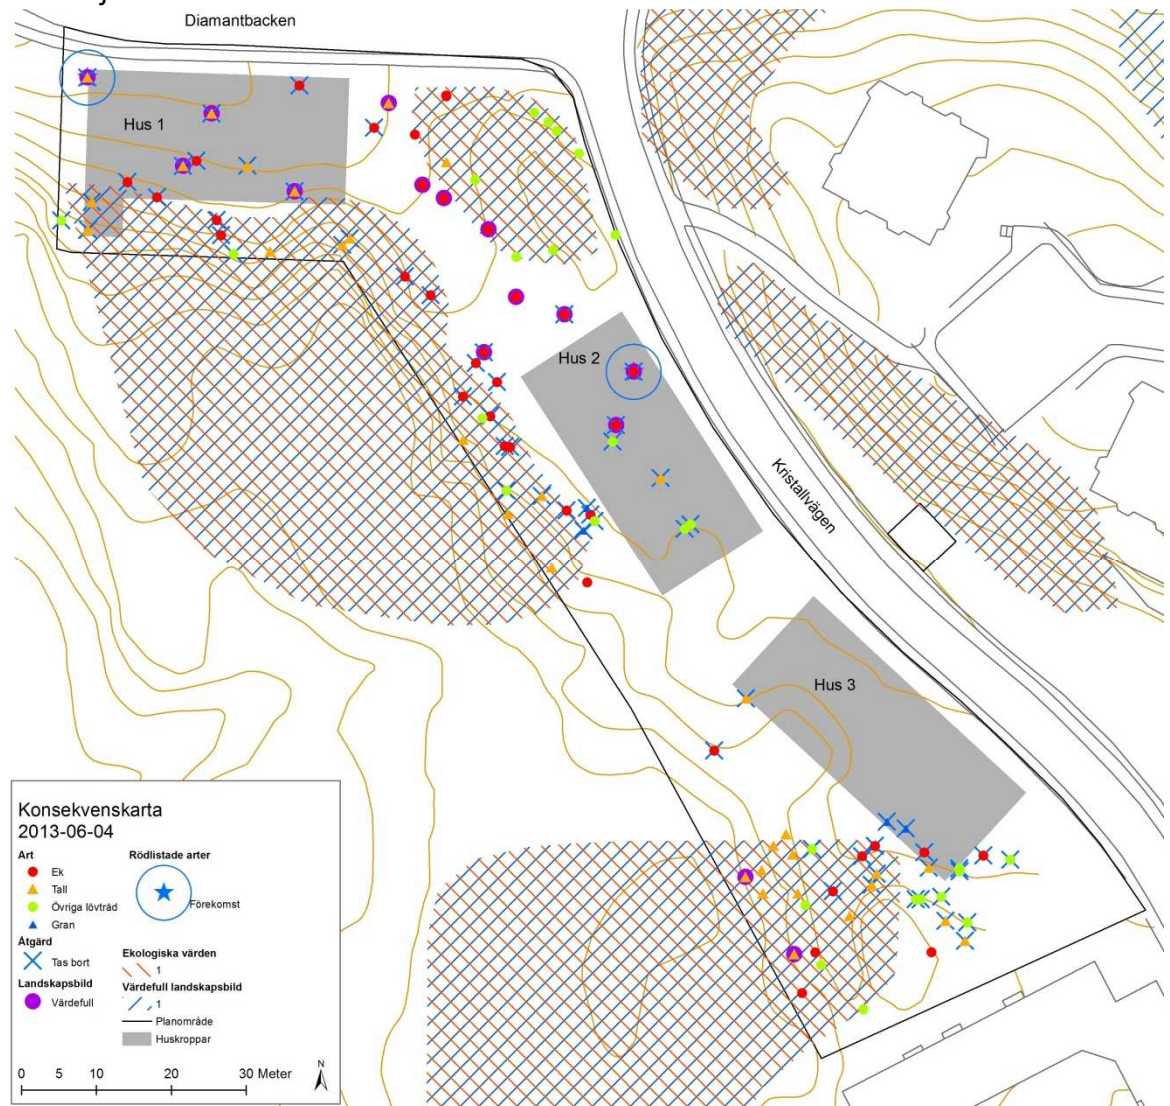 Diamantbacken
Hus 1
Hus 2
Kristallvägen
Hus 3
Konsekvenskarta
2013-06-04
Art
Ek
Tall
Övriga lövträd
Gran
Åtgärd
Tas bort
Landskapsbild
Värdefull
Rödlistade arter
Förekomst
Ekologiska värden
1
Värdefull landskapsbild
1
Planområde
Huskroppar
0 5 10 20 30 Meter
N